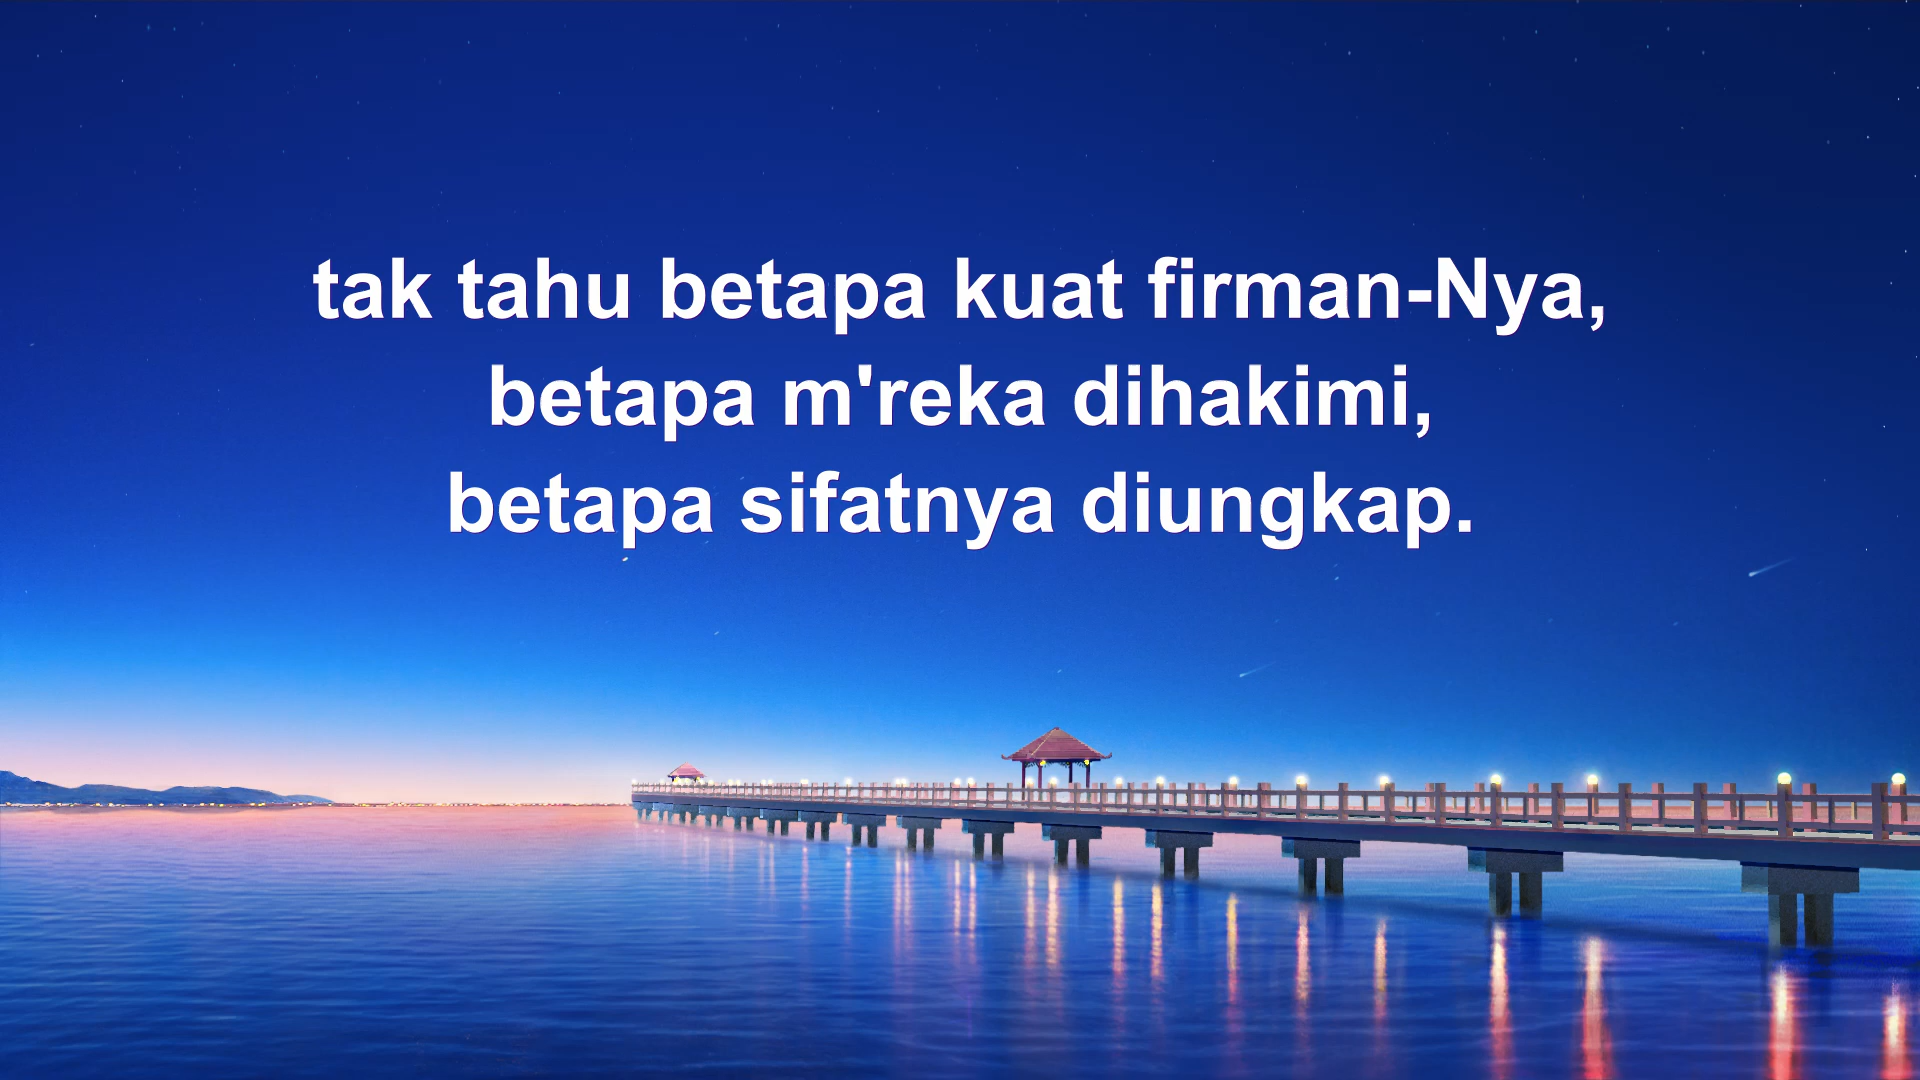 tak tahu betapa kuat firman-Nya,
betapa m'reka dihakimi,
betapa sifatnya diungkap.